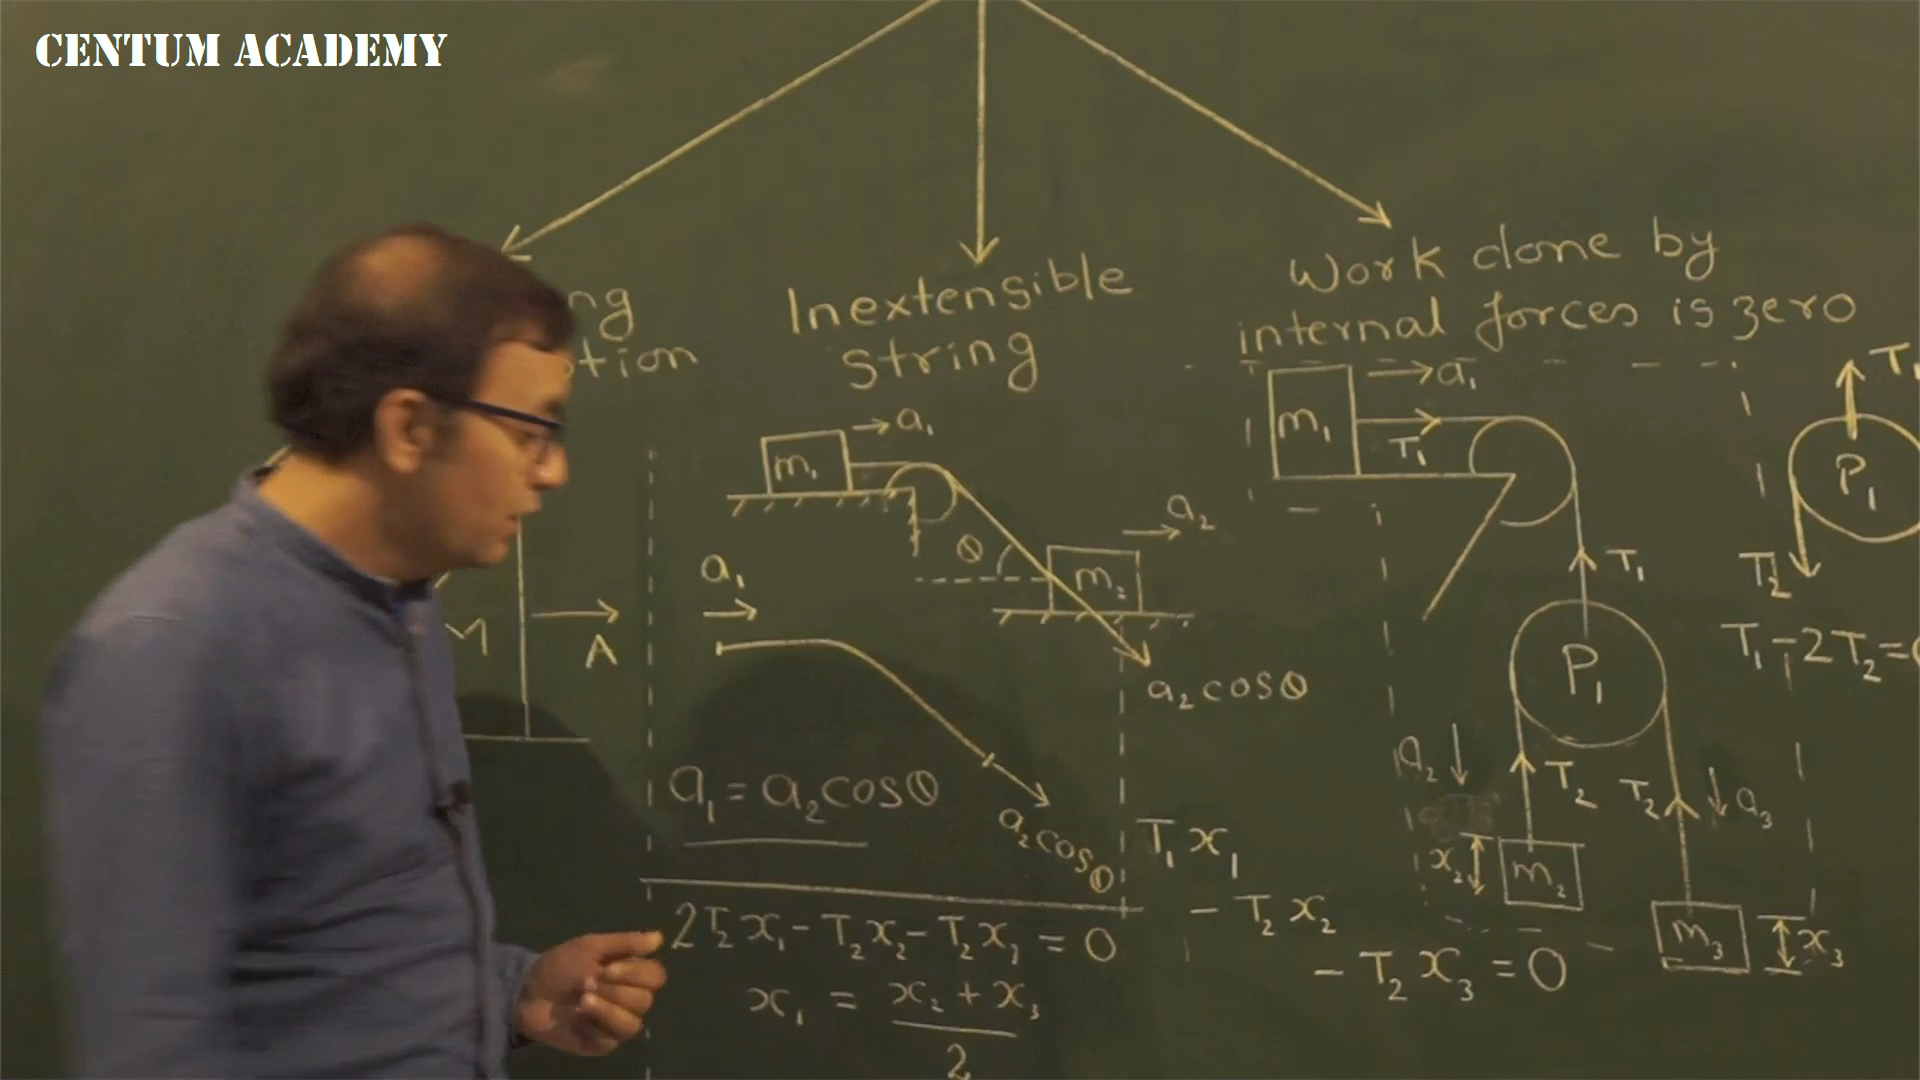 CENTUM ACADEMY
Inextensible
string
m₁
→a₁
θ
m₂
→a₂
a₂cosθ
a₁
a₁ = a₂cosθ
a₂cosθ
2T₂x₁ - T₂x₂ - T₂x₃ = 0
x₁ = x₂ + x₃
2
M
A
Work done by
internal forces is zero
m₁
→a₁
T₁
T₁
P₁
a₂↓
T₂
T₂
↓a₃
x₂
m₂
m₃
x₃
T₁x₁
- T₂x₂
- T₂x₃ = 0
T₁
P₁
T₂
T₁-2T₂=0